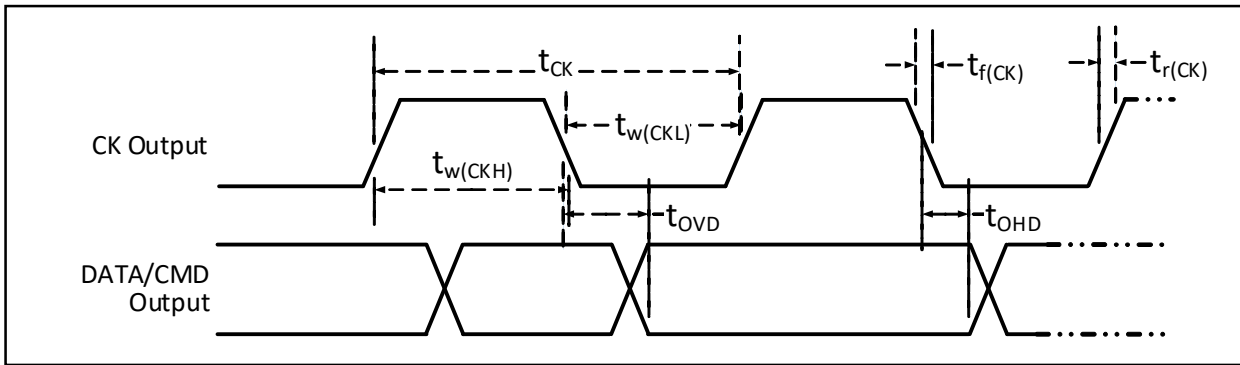 tCK
tf(CK)
tr(CK)
CK Output
tw(CKL)
tw(CKH)
tOVD
tOHD
DATA/CMD
Output